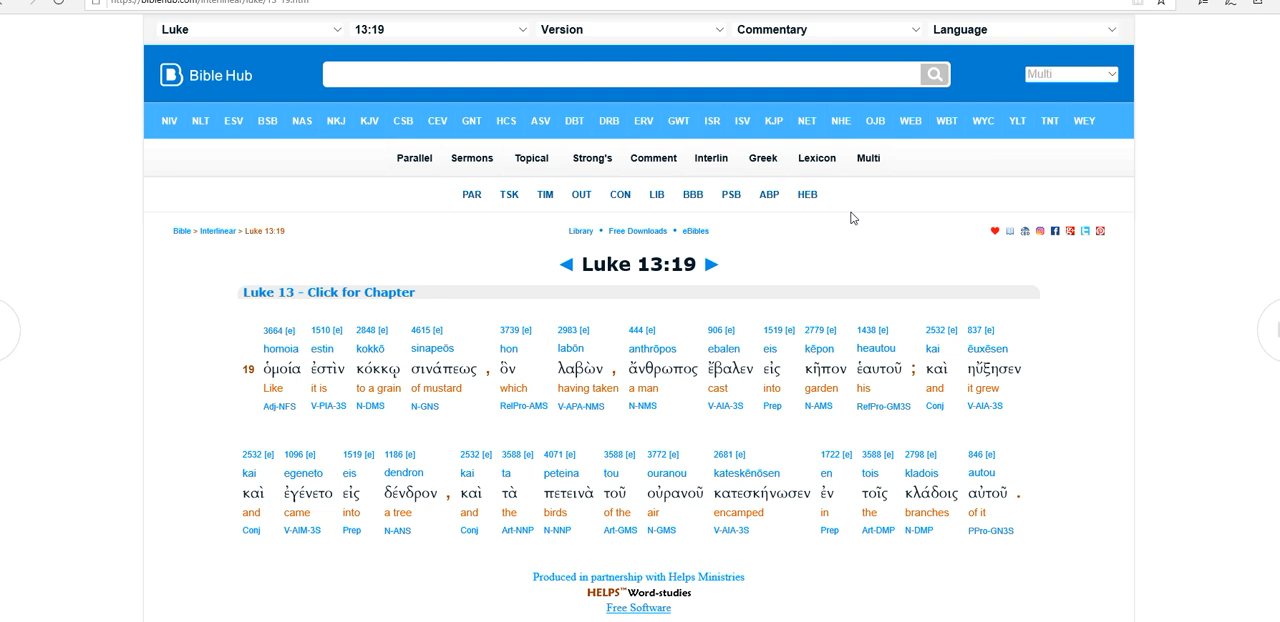 https://biblehub.com/interlinear/luke/13-19.htm
Luke 13:19 Version Commentary Language
Bible Hub Multi
NIV NLT ESV BSB NAS NKJ KJV CSB CEV GNT HCS ASV DBT DRB ERV GWT ISR ISV KJP NET NHE OJB WEB WBT WYC YLT TNT WEY
Parallel Sermons Topical Strong's Comment Interlin Greek Lexicon Multi
PAR TSK TIM OUT CON LIB BBB PSB ABP HEB
Bible > Interlinear > Luke 13:19 Library • Free Downloads • eBibles
◄ Luke 13:19 ►
Luke 13 - Click for Chapter
3664 [e] 1510 [e] 2848 [e] 4615 [e] 3739 [e] 2983 [e] 444 [e] 906 [e] 1519 [e] 2779 [e] 1438 [e] 2532 [e] 837 [e]
homoia estin kokkō sinapeōs hon labōn anthrōpos ebalen eis kēpon heautou kai ēuxēsen
19 ὁμοία ἐστὶν κόκκῳ σινάπεως , ὃν λαβὼν , ἄνθρωπος ἔβαλεν εἰς κῆπον ἑαυτοῦ ; καὶ ηὔξησεν
Like it is to a grain of mustard which having taken a man cast into garden his and it grew
Adj-NFS V-PIA-3S N-DMS N-GNS RelPro-AMS V-APA-NMS N-NMS V-AIA-3S Prep N-AMS RefPro-GM3S Conj V-AIA-3S
2532 [e] 1096 [e] 1519 [e] 1186 [e] 2532 [e] 3588 [e] 4071 [e] 3588 [e] 3772 [e] 2681 [e] 1722 [e] 3588 [e] 2798 [e] 846 [e]
kai egeneto eis dendron kai ta peteina tou ouranou kateskēnōsen en tois kladois autou
καὶ ἐγένετο εἰς δένδρον , καὶ τὰ πετεινὰ τοῦ οὐρανοῦ κατεσκήνωσεν ἐν τοῖς κλάδοις αὐτοῦ .
and came into a tree and the birds of the air encamped in the branches of it
Conj V-AIM-3S Prep N-ANS Conj Art-NNP N-NNP Art-GMS N-GMS V-AIA-3S Prep Art-DMP N-DMP PPro-GN3S
Produced in partnership with Helps Ministries
HELPS™Word-studies
Free Software